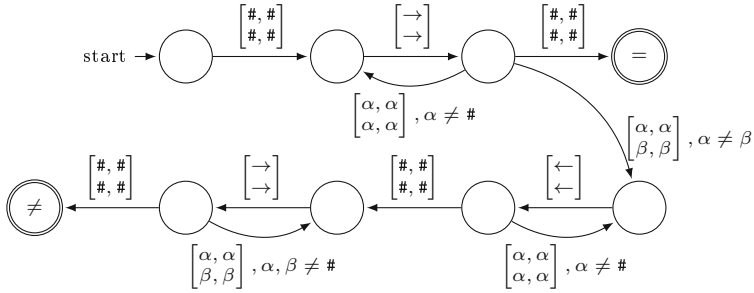 [#, #
#, #]
[→
→]
[#, #
#, #]
start
=
[α, α
α, α], α ≠ #
[α, α
β, β], α ≠ β
[#, #
#, #]
[→
→]
[#, #
#, #]
[←
←]
≠
[α, α
β, β], α, β ≠ #
[α, α
α, α], α ≠ #